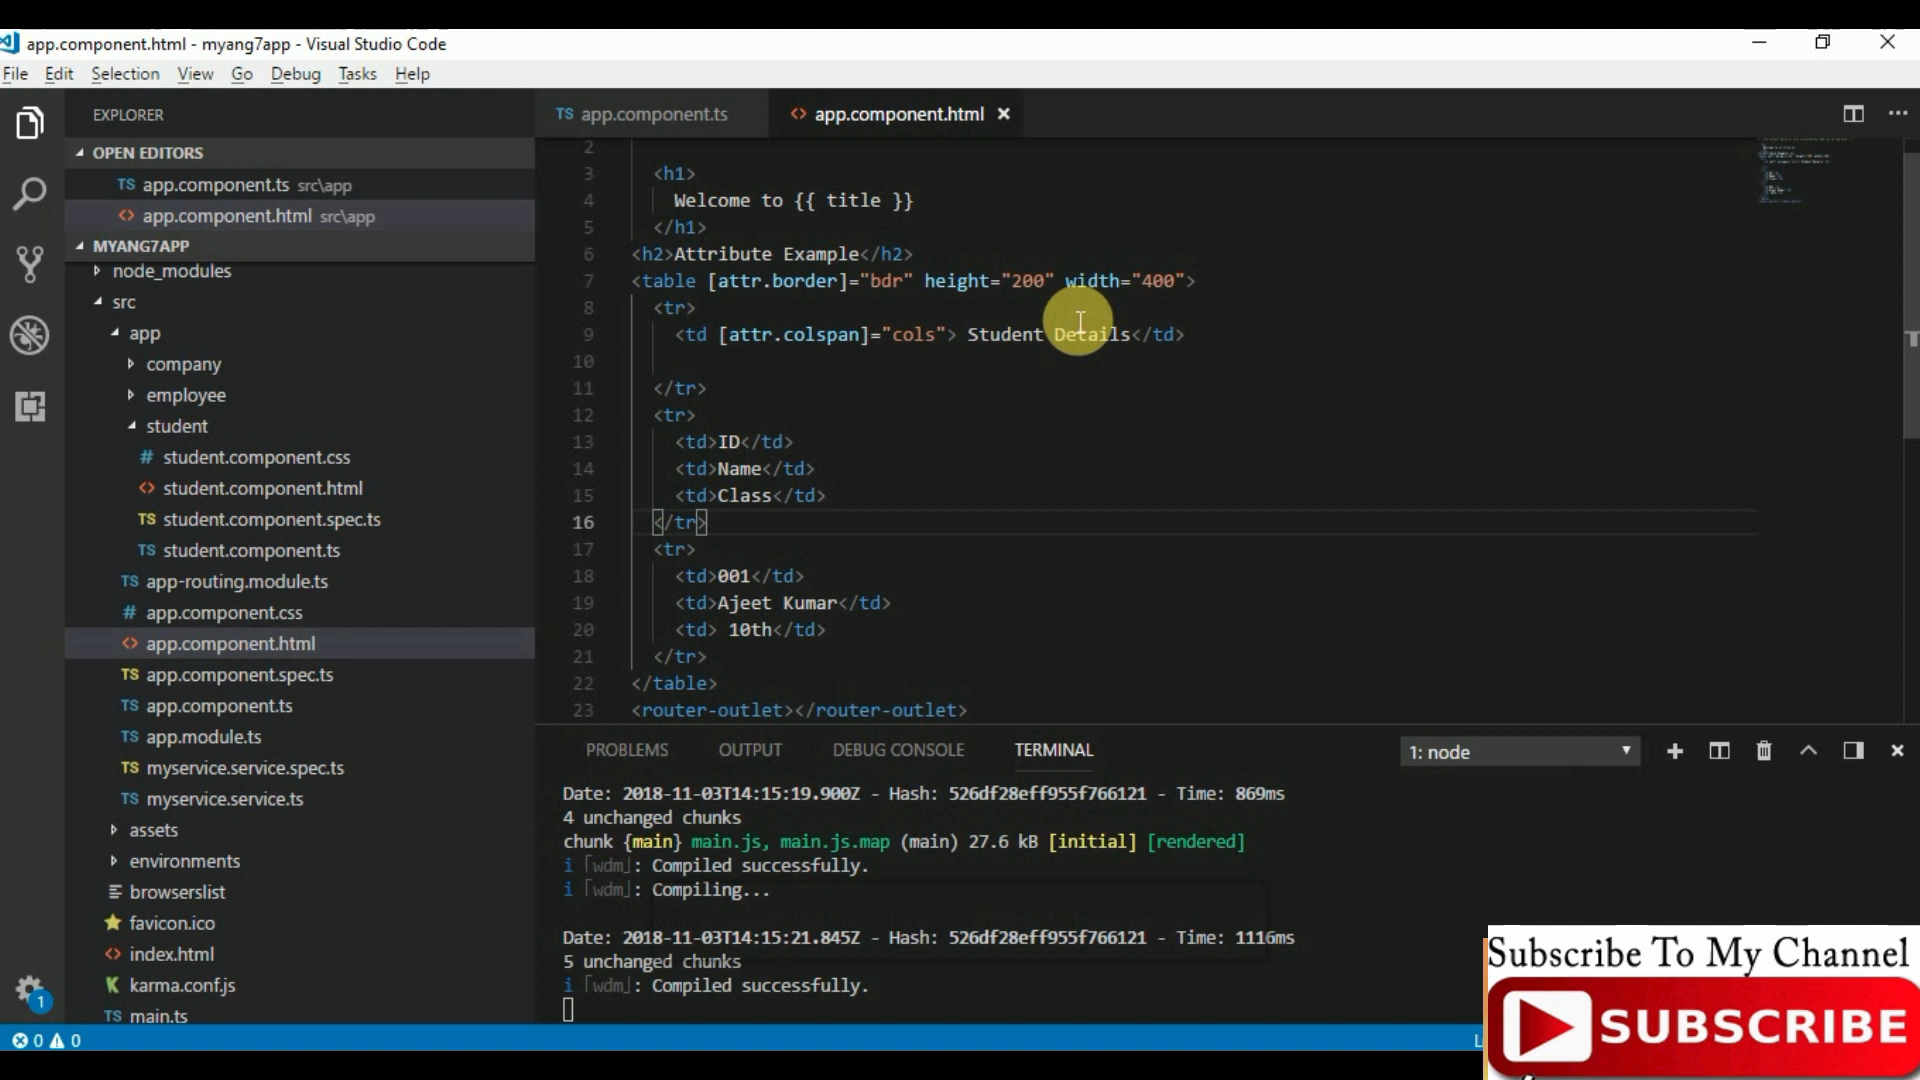 app.component.html - myang7app - Visual Studio Code
File Edit Selection View Go Debug Tasks Help
EXPLORER
OPEN EDITORS
TS app.component.ts src\app
<> app.component.html src\app
MYANG7APP
node_modules
src
app
company
employee
student
# student.component.css
<> student.component.html
TS student.component.spec.ts
TS student.component.ts
TS app-routing.module.ts
# app.component.css
<> app.component.html
TS app.component.spec.ts
TS app.component.ts
TS app.module.ts
TS myservice.service.spec.ts
TS myservice.service.ts
assets
environments
browserslist
favicon.ico
<> index.html
K karma.conf.js
TS main.ts
1
0 0
TS app.component.ts
<> app.component.html
2
3 <h1>
4 Welcome to {{ title }}
5 </h1>
6 <h2>Attribute Example</h2>
7 <table [attr.border]="bdr" height="200" width="400">
8 <tr>
9 <td [attr.colspan]="cols"> Student Details</td>
10
11 </tr>
12 <tr>
13 <td>ID</td>
14 <td>Name</td>
15 <td>Class</td>
16 </tr>
17 <tr>
18 <td>001</td>
19 <td>Ajeet Kumar</td>
20 <td> 10th</td>
21 </tr>
22 </table>
23 <router-outlet></router-outlet>
PROBLEMS OUTPUT DEBUG CONSOLE TERMINAL 1: node
Date: 2018-11-03T14:15:19.900Z - Hash: 526df28eff955f766121 - Time: 869ms
4 unchanged chunks
chunk {main} main.js, main.js.map (main) 27.6 kB [initial] [rendered]
i ｢wdm｣: Compiled successfully.
i ｢wdm｣: Compiling...
Date: 2018-11-03T14:15:21.845Z - Hash: 526df28eff955f766121 - Time: 1116ms
5 unchanged chunks
i ｢wdm｣: Compiled successfully.
Subscribe To My Channel
SUBSCRIBE